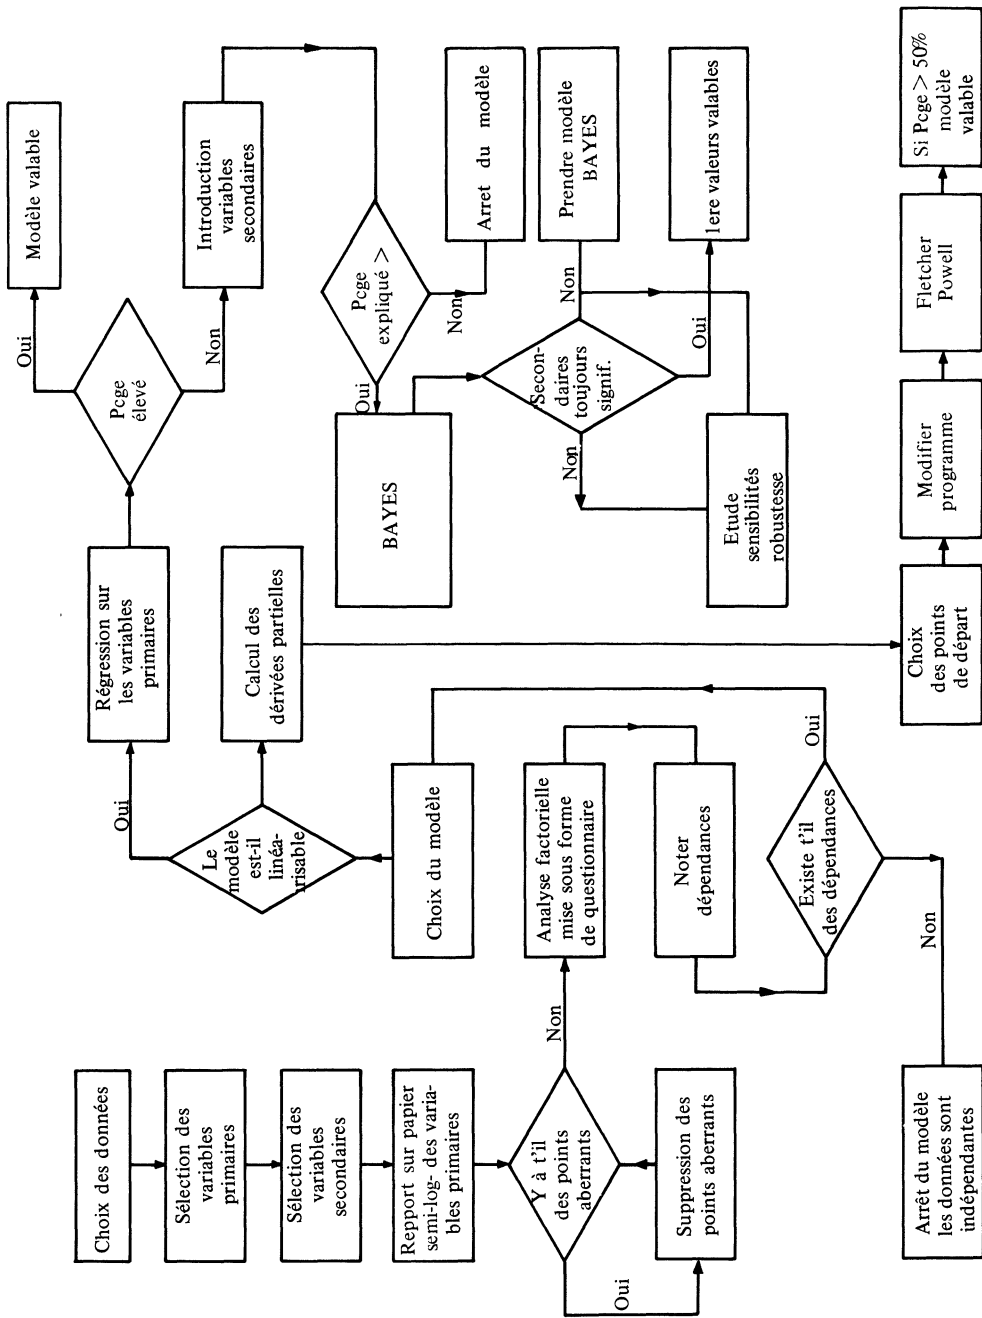 Choix des données
Sélection des
variables
primaires
Sélection des
variables
secondaires
Repport sur papier
semi-log- des varia-
bles primaires
Y à t'il
des points
aberrants
Oui
Suppression des
points aberrants
Non
Analyse factorielle
mise sous forme
de questionnaire
Noter
dépendances
Existe t'il
des dépendances
Non
Arrêt du modèle
les données sont
indépendantes
Oui
Choix du modèle
Le
modèle
est-il
linéa-
risable
Oui
Régression sur
les variables
primaires
Calcul des
dérivées partielles
Pcge
élevé
Oui
Modèle valable
Non
Introduction
variables
secondaires
Pcge
expliqué >
Non
Arret du modèle
Oui
BAYES
Secon-
daires
toujours
signif.
Non
Prendre modèle
BAYES
Oui
1ere valeurs valables
Non
Etude
sensibilités
robustesse
Choix
des points
de départ
Modifier
programme
Fletcher
Powell
Si Pcge > 50%
modèle
valable